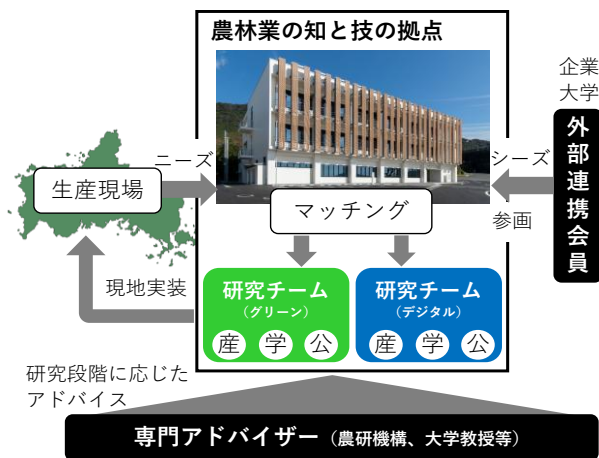 農林業の知と技の拠点
企業
大学
外部連携会員
ニーズ
シーズ
生産現場
マッチング
参画
現地実装
研究チーム
（グリーン）
産 学 公
研究チーム
（デジタル）
産 学 公
研究段階に応じた
アドバイス
専門アドバイザー（農研機構、大学教授等）